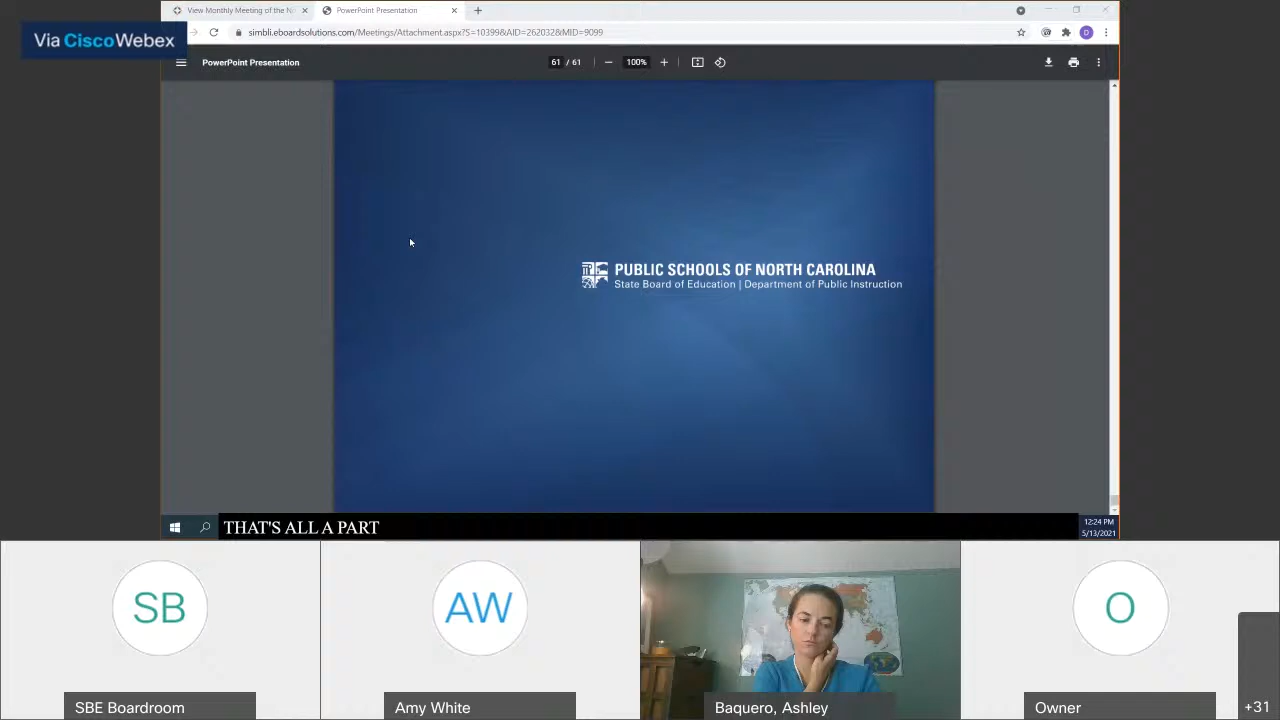 View Monthly Meeting of the N
PowerPoint Presentation
Via Cisco Webex
simbli.eboardsolutions.com/Meetings/Attachment.aspx?S=10399&AID=262032&MID=9099
D
PowerPoint Presentation
61 / 61
100%
PUBLIC SCHOOLS OF NORTH CAROLINA
State Board of Education | Department of Public Instruction
THAT'S ALL A PART
12:24 PM
5/13/2021
SB
AW
O
SBE Boardroom
Amy White
Baquero, Ashley
Owner
+31